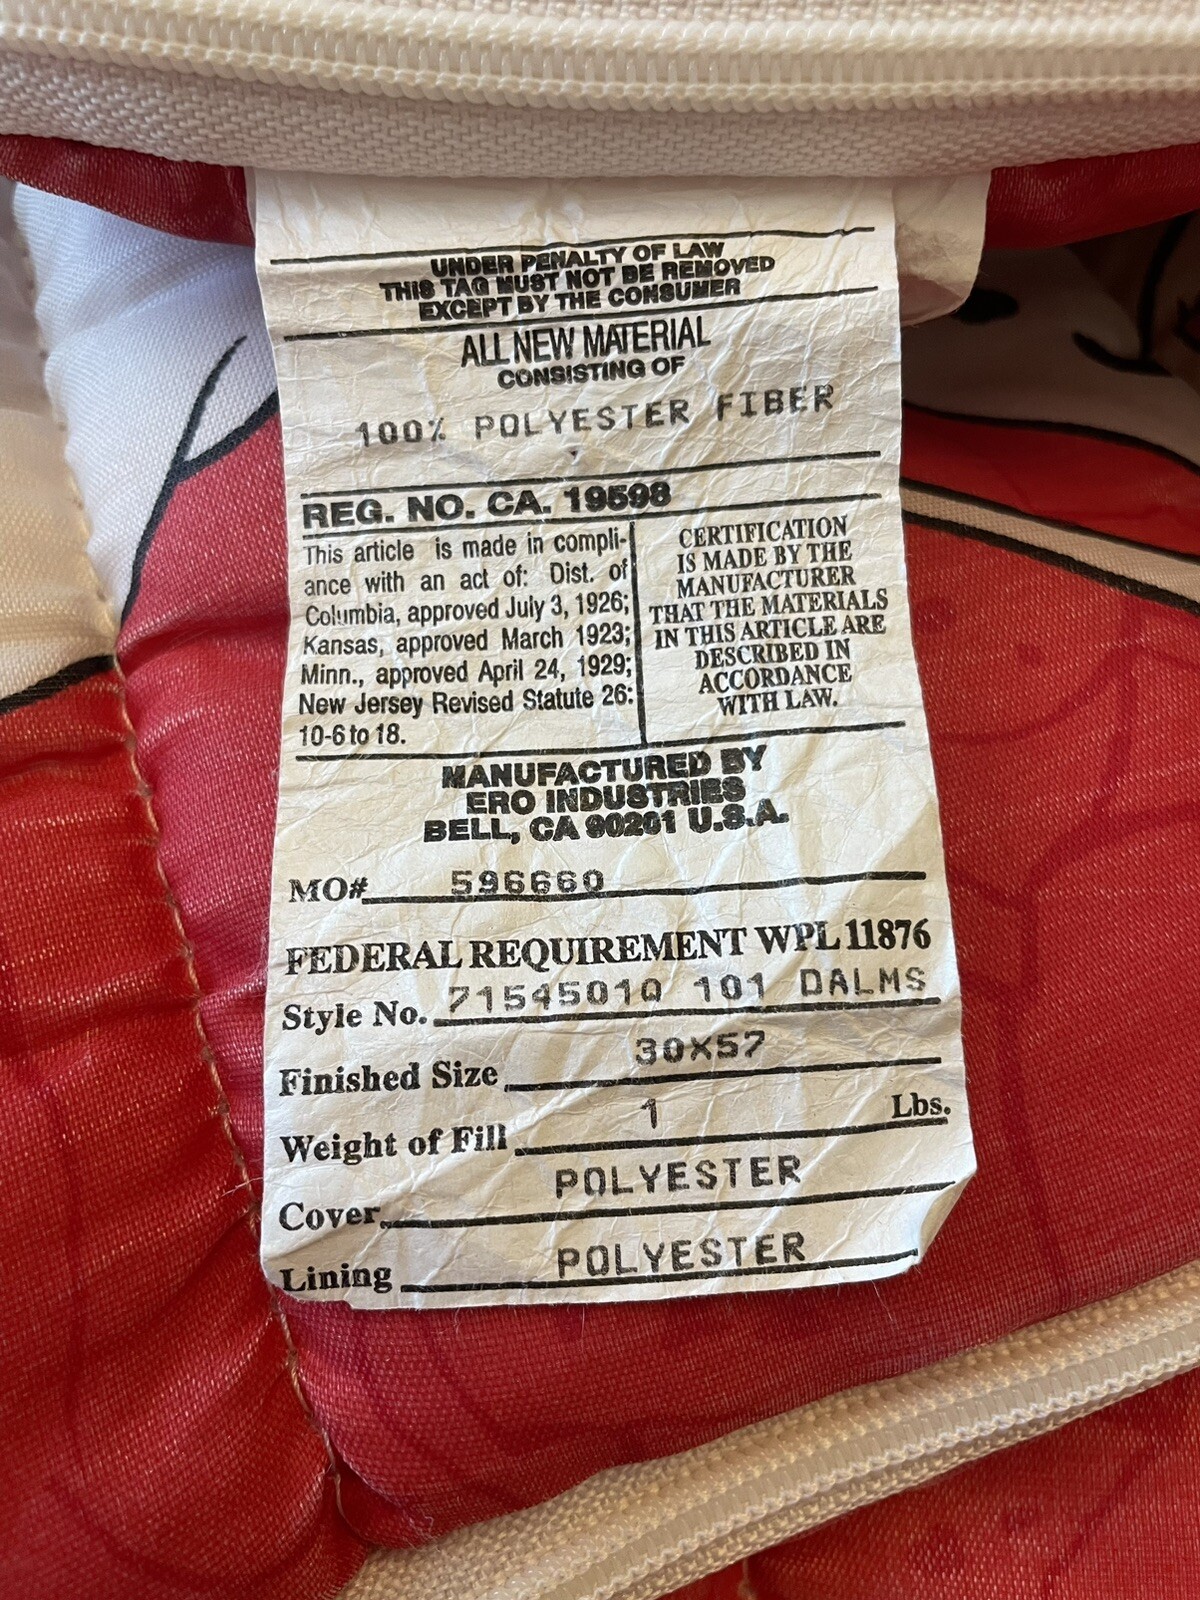 UNDER PENALTY OF LAW
THIS TAG MUST NOT BE REMOVED
EXCEPT BY THE CONSUMER
ALL NEW MATERIAL
CONSISTING OF
100% POLYESTER FIBER
REG. NO. CA. 19598
This article is made in compli-
ance with an act of: Dist. of
Columbia, approved July 3, 1926;
Kansas, approved March 1923;
Minn., approved April 24, 1929;
New Jersey Revised Statute 26:
10-6 to 18.
CERTIFICATION
IS MADE BY THE
MANUFACTURER
THAT THE MATERIALS
IN THIS ARTICLE ARE
DESCRIBED IN
ACCORDANCE
WITH LAW.
MANUFACTURED BY
ERO INDUSTRIES
BELL, CA 90201 U.S.A.
MO# 596660
FEDERAL REQUIREMENT WPL 11876
Style No. 71545010 101 DALMS
Finished Size 30X57
Weight of Fill 1 Lbs.
Cover POLYESTER
Lining POLYESTER